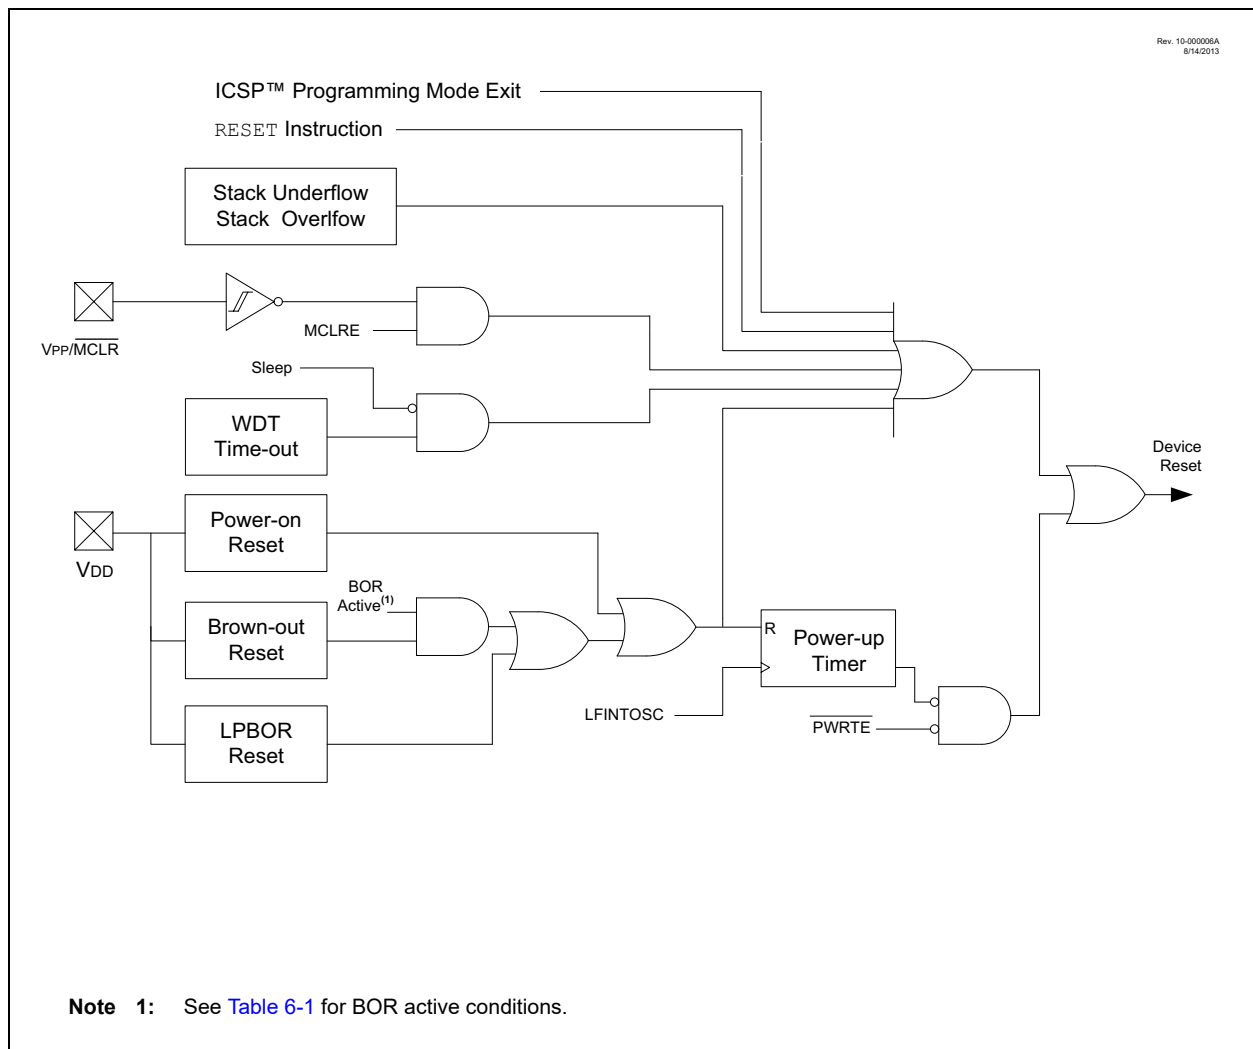 Rev. 10-000006A
8/14/2013
ICSP™ Programming Mode Exit
RESET Instruction
Stack Underflow
Stack Overlfow
VPP/MCLR
MCLRE
Sleep
WDT
Time-out
Device
Reset
VDD
Power-on
Reset
BOR
Active(1)
Brown-out
Reset
R
Power-up
Timer
LFINTOSC
PWRTE
LPBOR
Reset
Note 1: See Table 6-1 for BOR active conditions.